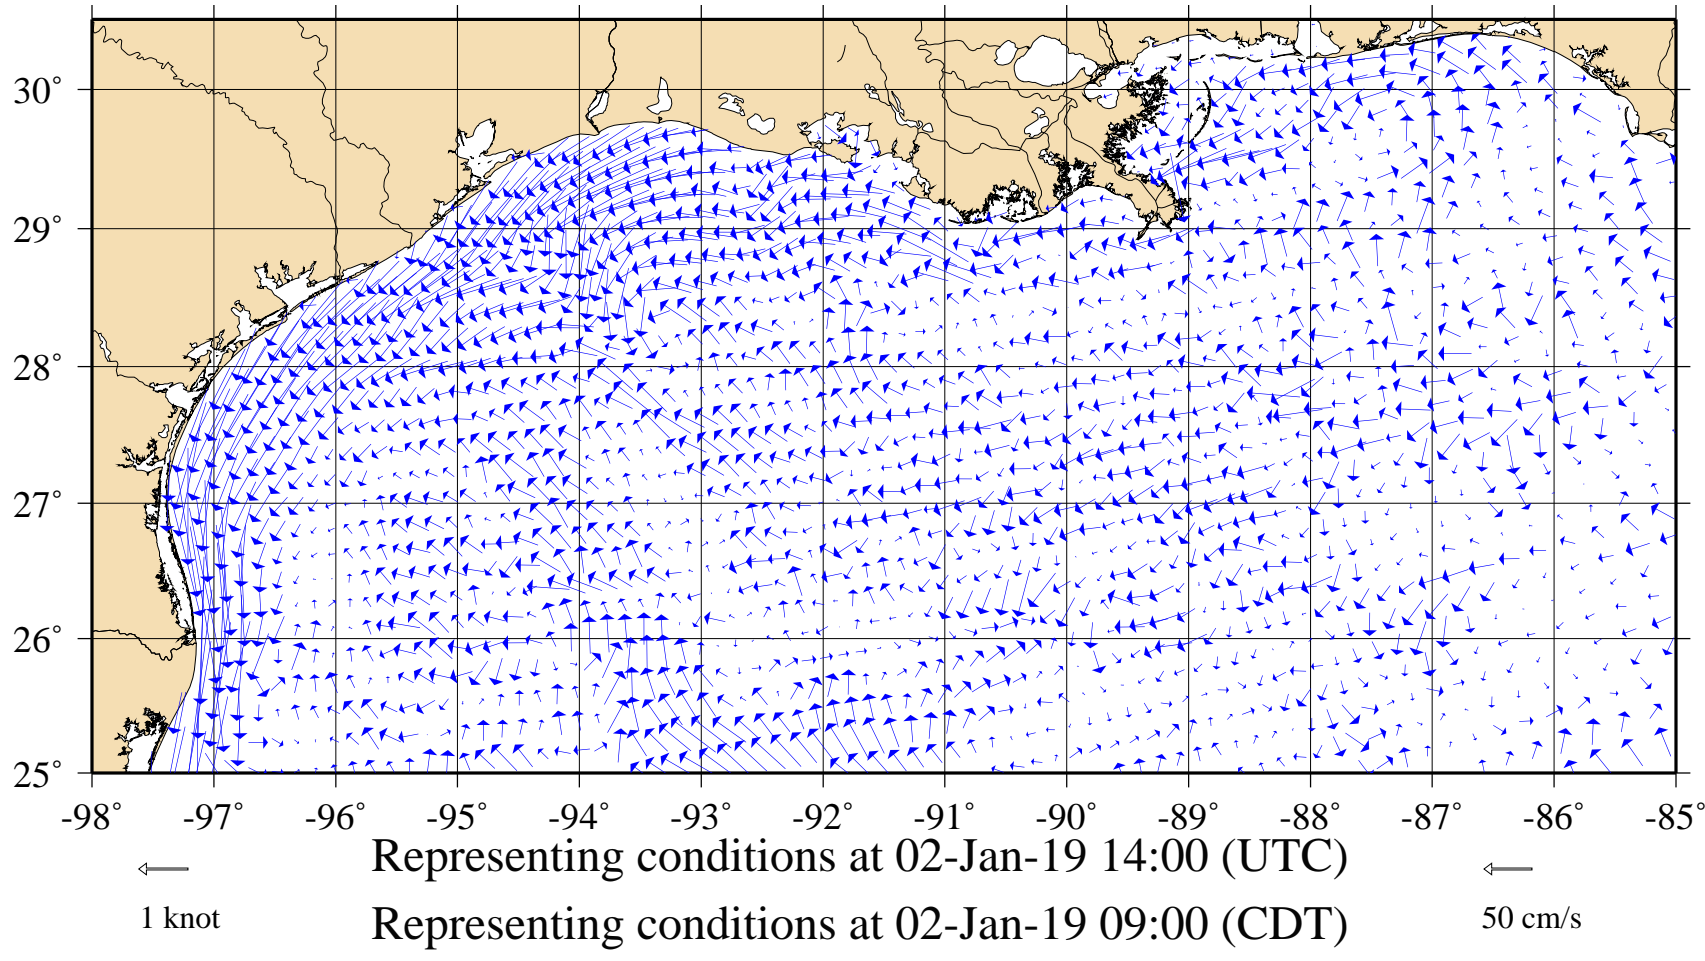 30°
29°
28°
27°
26°
25°
-98° -97° -96° -95° -94° -93° -92° -91° -90° -89° -88° -87° -86° -85°
Representing conditions at 02-Jan-19 14:00 (UTC)
1 knot
Representing conditions at 02-Jan-19 09:00 (CDT)
50 cm/s